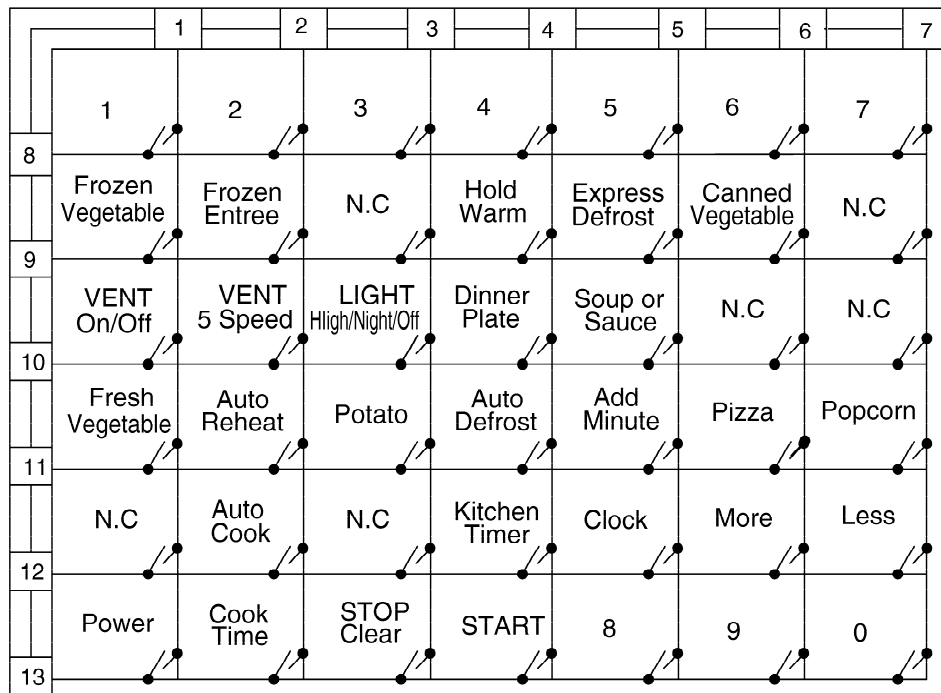 1 2 3 4 5 6 7
1 2 3 4 5 6 7
8
Frozen Vegetable
Frozen Entree
N.C
Hold Warm
Express Defrost
Canned Vegetable
N.C
9
VENT On/Off
VENT 5 Speed
LIGHT HIigh/Night/Off
Dinner Plate
Soup or Sauce
N.C
N.C
10
Fresh Vegetable
Auto Reheat
Potato
Auto Defrost
Add Minute
Pizza
Popcorn
11
N.C
Auto Cook
N.C
Kitchen Timer
Clock
More
Less
12
Power
Cook Time
STOP Clear
START
8
9
0
13